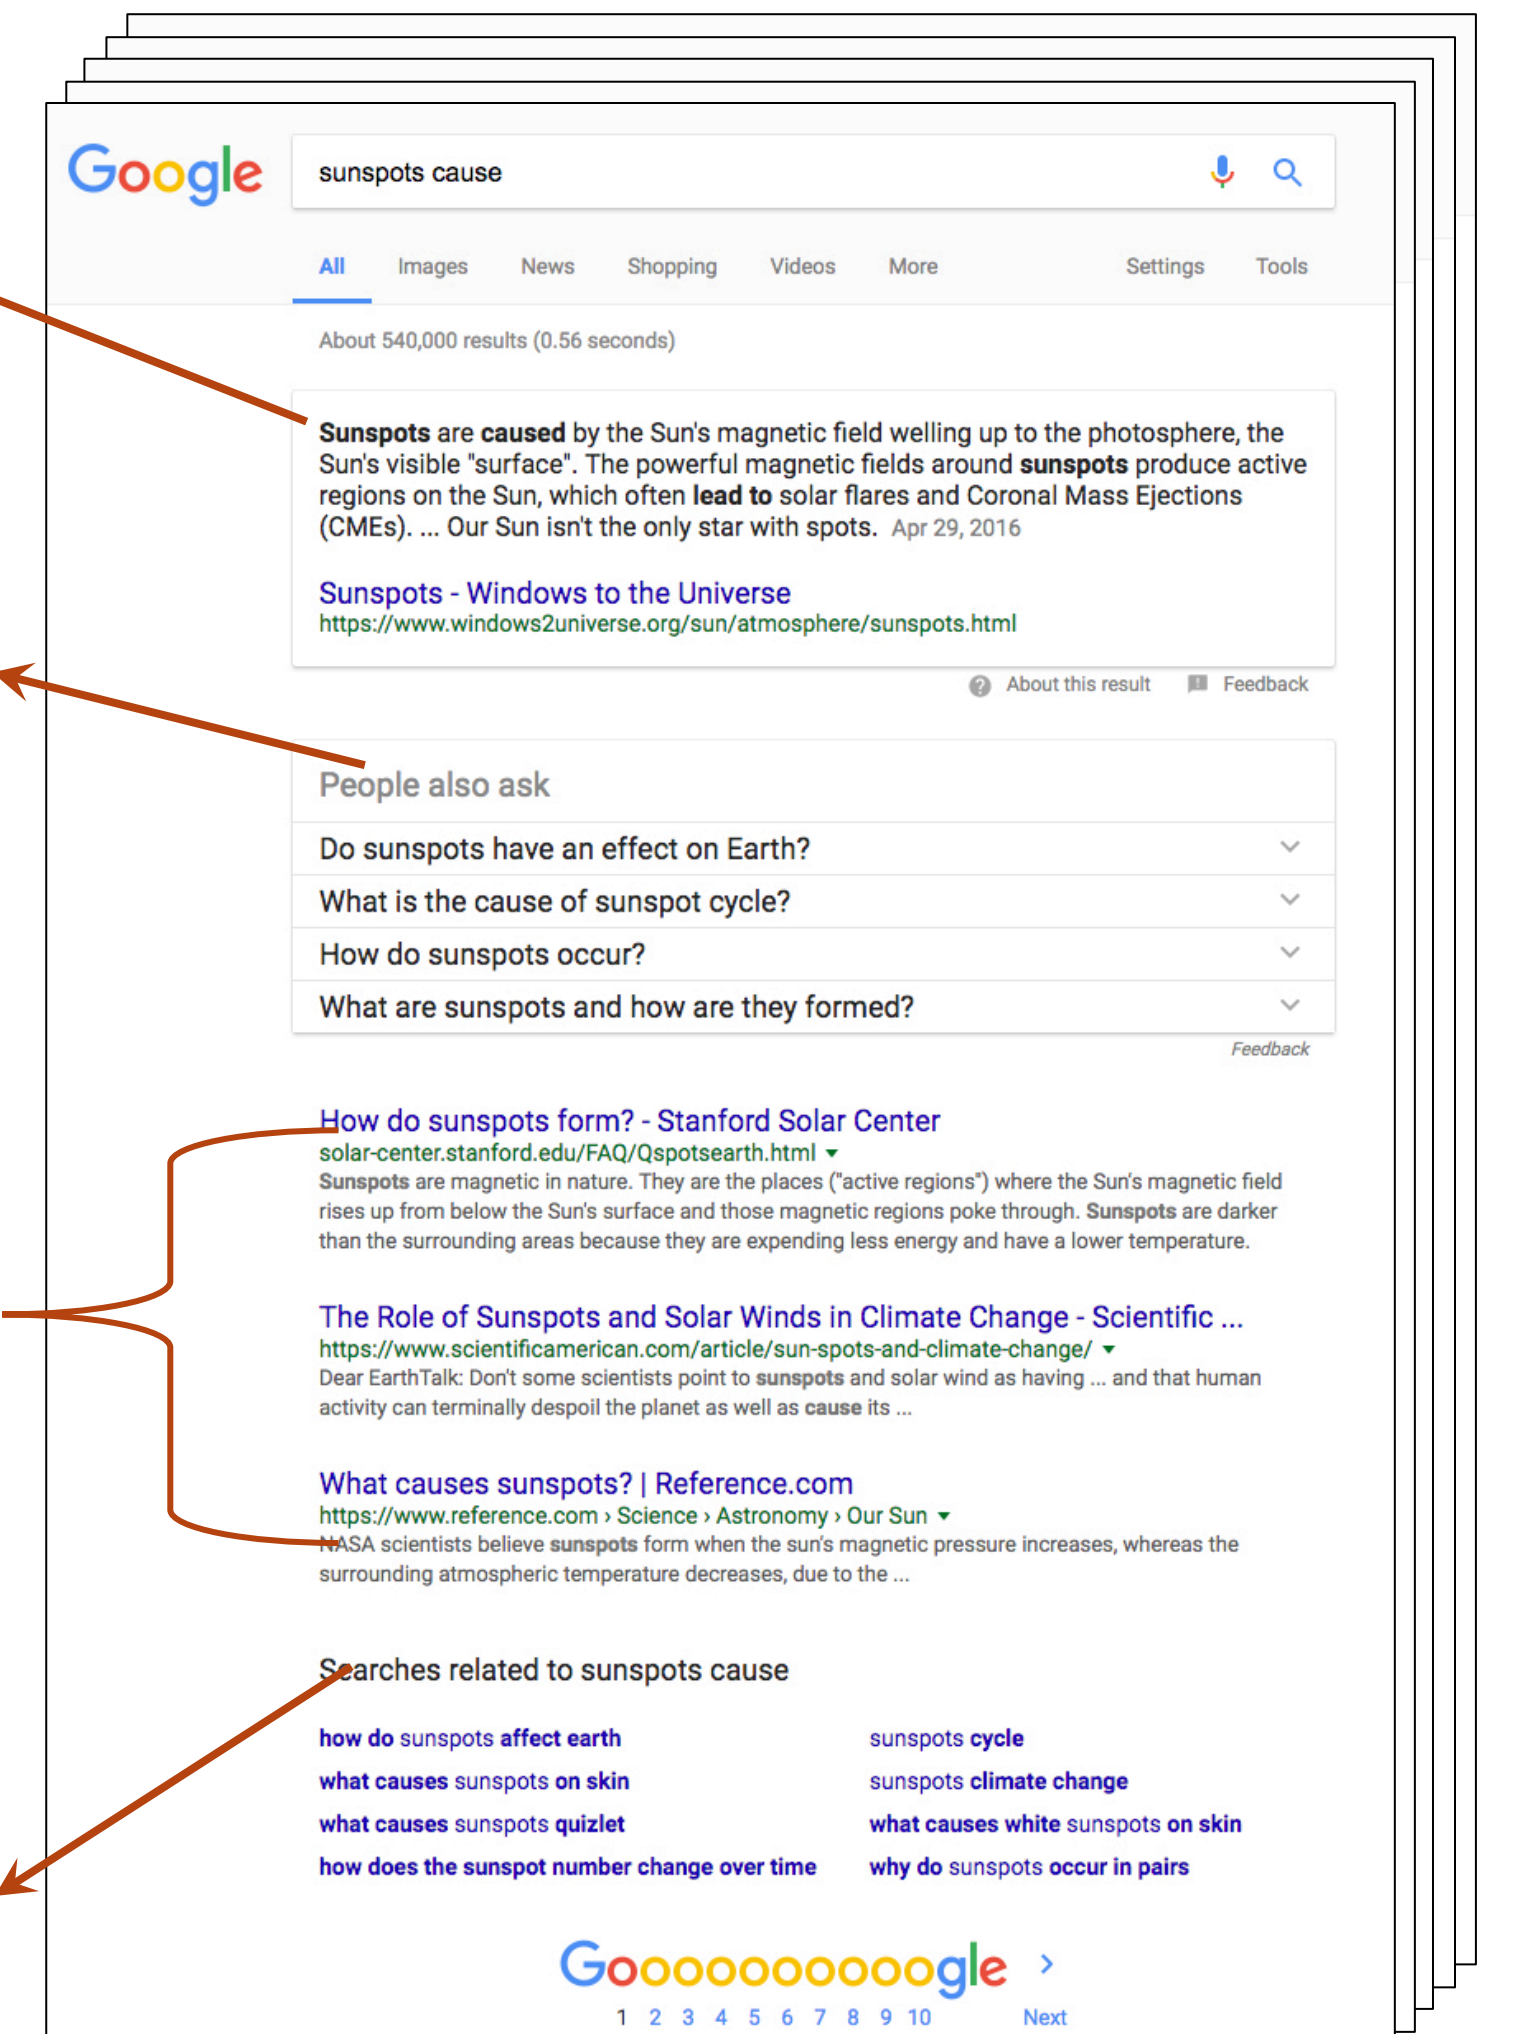 Google
sunspots cause
All Images News Shopping Videos More Settings Tools
About 540,000 results (0.56 seconds)
Sunspots are caused by the Sun's magnetic field welling up to the photosphere, the
Sun's visible "surface". The powerful magnetic fields around sunspots produce active
regions on the Sun, which often lead to solar flares and Coronal Mass Ejections
(CMEs). ... Our Sun isn't the only star with spots. Apr 29, 2016
Sunspots - Windows to the Universe
https://www.windows2universe.org/sun/atmosphere/sunspots.html
About this result Feedback
People also ask
Do sunspots have an effect on Earth?
What is the cause of sunspot cycle?
How do sunspots occur?
What are sunspots and how are they formed?
Feedback
How do sunspots form? - Stanford Solar Center
solar-center.stanford.edu/FAQ/Qspotsearth.html
Sunspots are magnetic in nature. They are the places ("active regions") where the Sun's magnetic field
rises up from below the Sun's surface and those magnetic regions poke through. Sunspots are darker
than the surrounding areas because they are expending less energy and have a lower temperature.
The Role of Sunspots and Solar Winds in Climate Change - Scientific ...
https://www.scientificamerican.com/article/sun-spots-and-climate-change/
Dear EarthTalk: Don't some scientists point to sunspots and solar wind as having ... and that human
activity can terminally despoil the planet as well as cause its ...
What causes sunspots? | Reference.com
https://www.reference.com › Science › Astronomy › Our Sun
NASA scientists believe sunspots form when the sun's magnetic pressure increases, whereas the
surrounding atmospheric temperature decreases, due to the ...
Searches related to sunspots cause
how do sunspots affect earth sunspots cycle
what causes sunspots on skin sunspots climate change
what causes sunspots quizlet what causes white sunspots on skin
how does the sunspot number change over time why do sunspots occur in pairs
Goooooooooogle >
1 2 3 4 5 6 7 8 9 10 Next